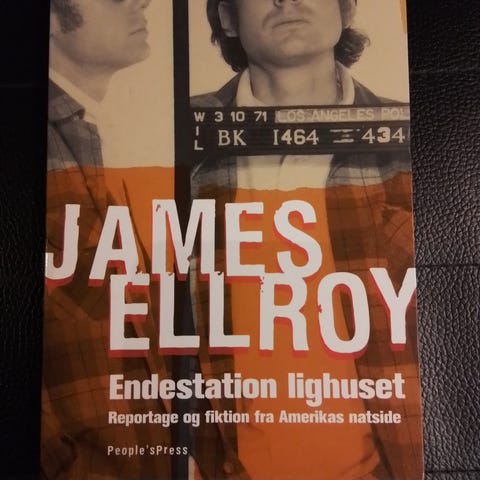 W 3 10 71 LOS ANGELES POL
I
L BK 1464 434
JAMES
ELLROY
Endestation lighuset
Reportage og fiktion fra Amerikas natside
People'sPress